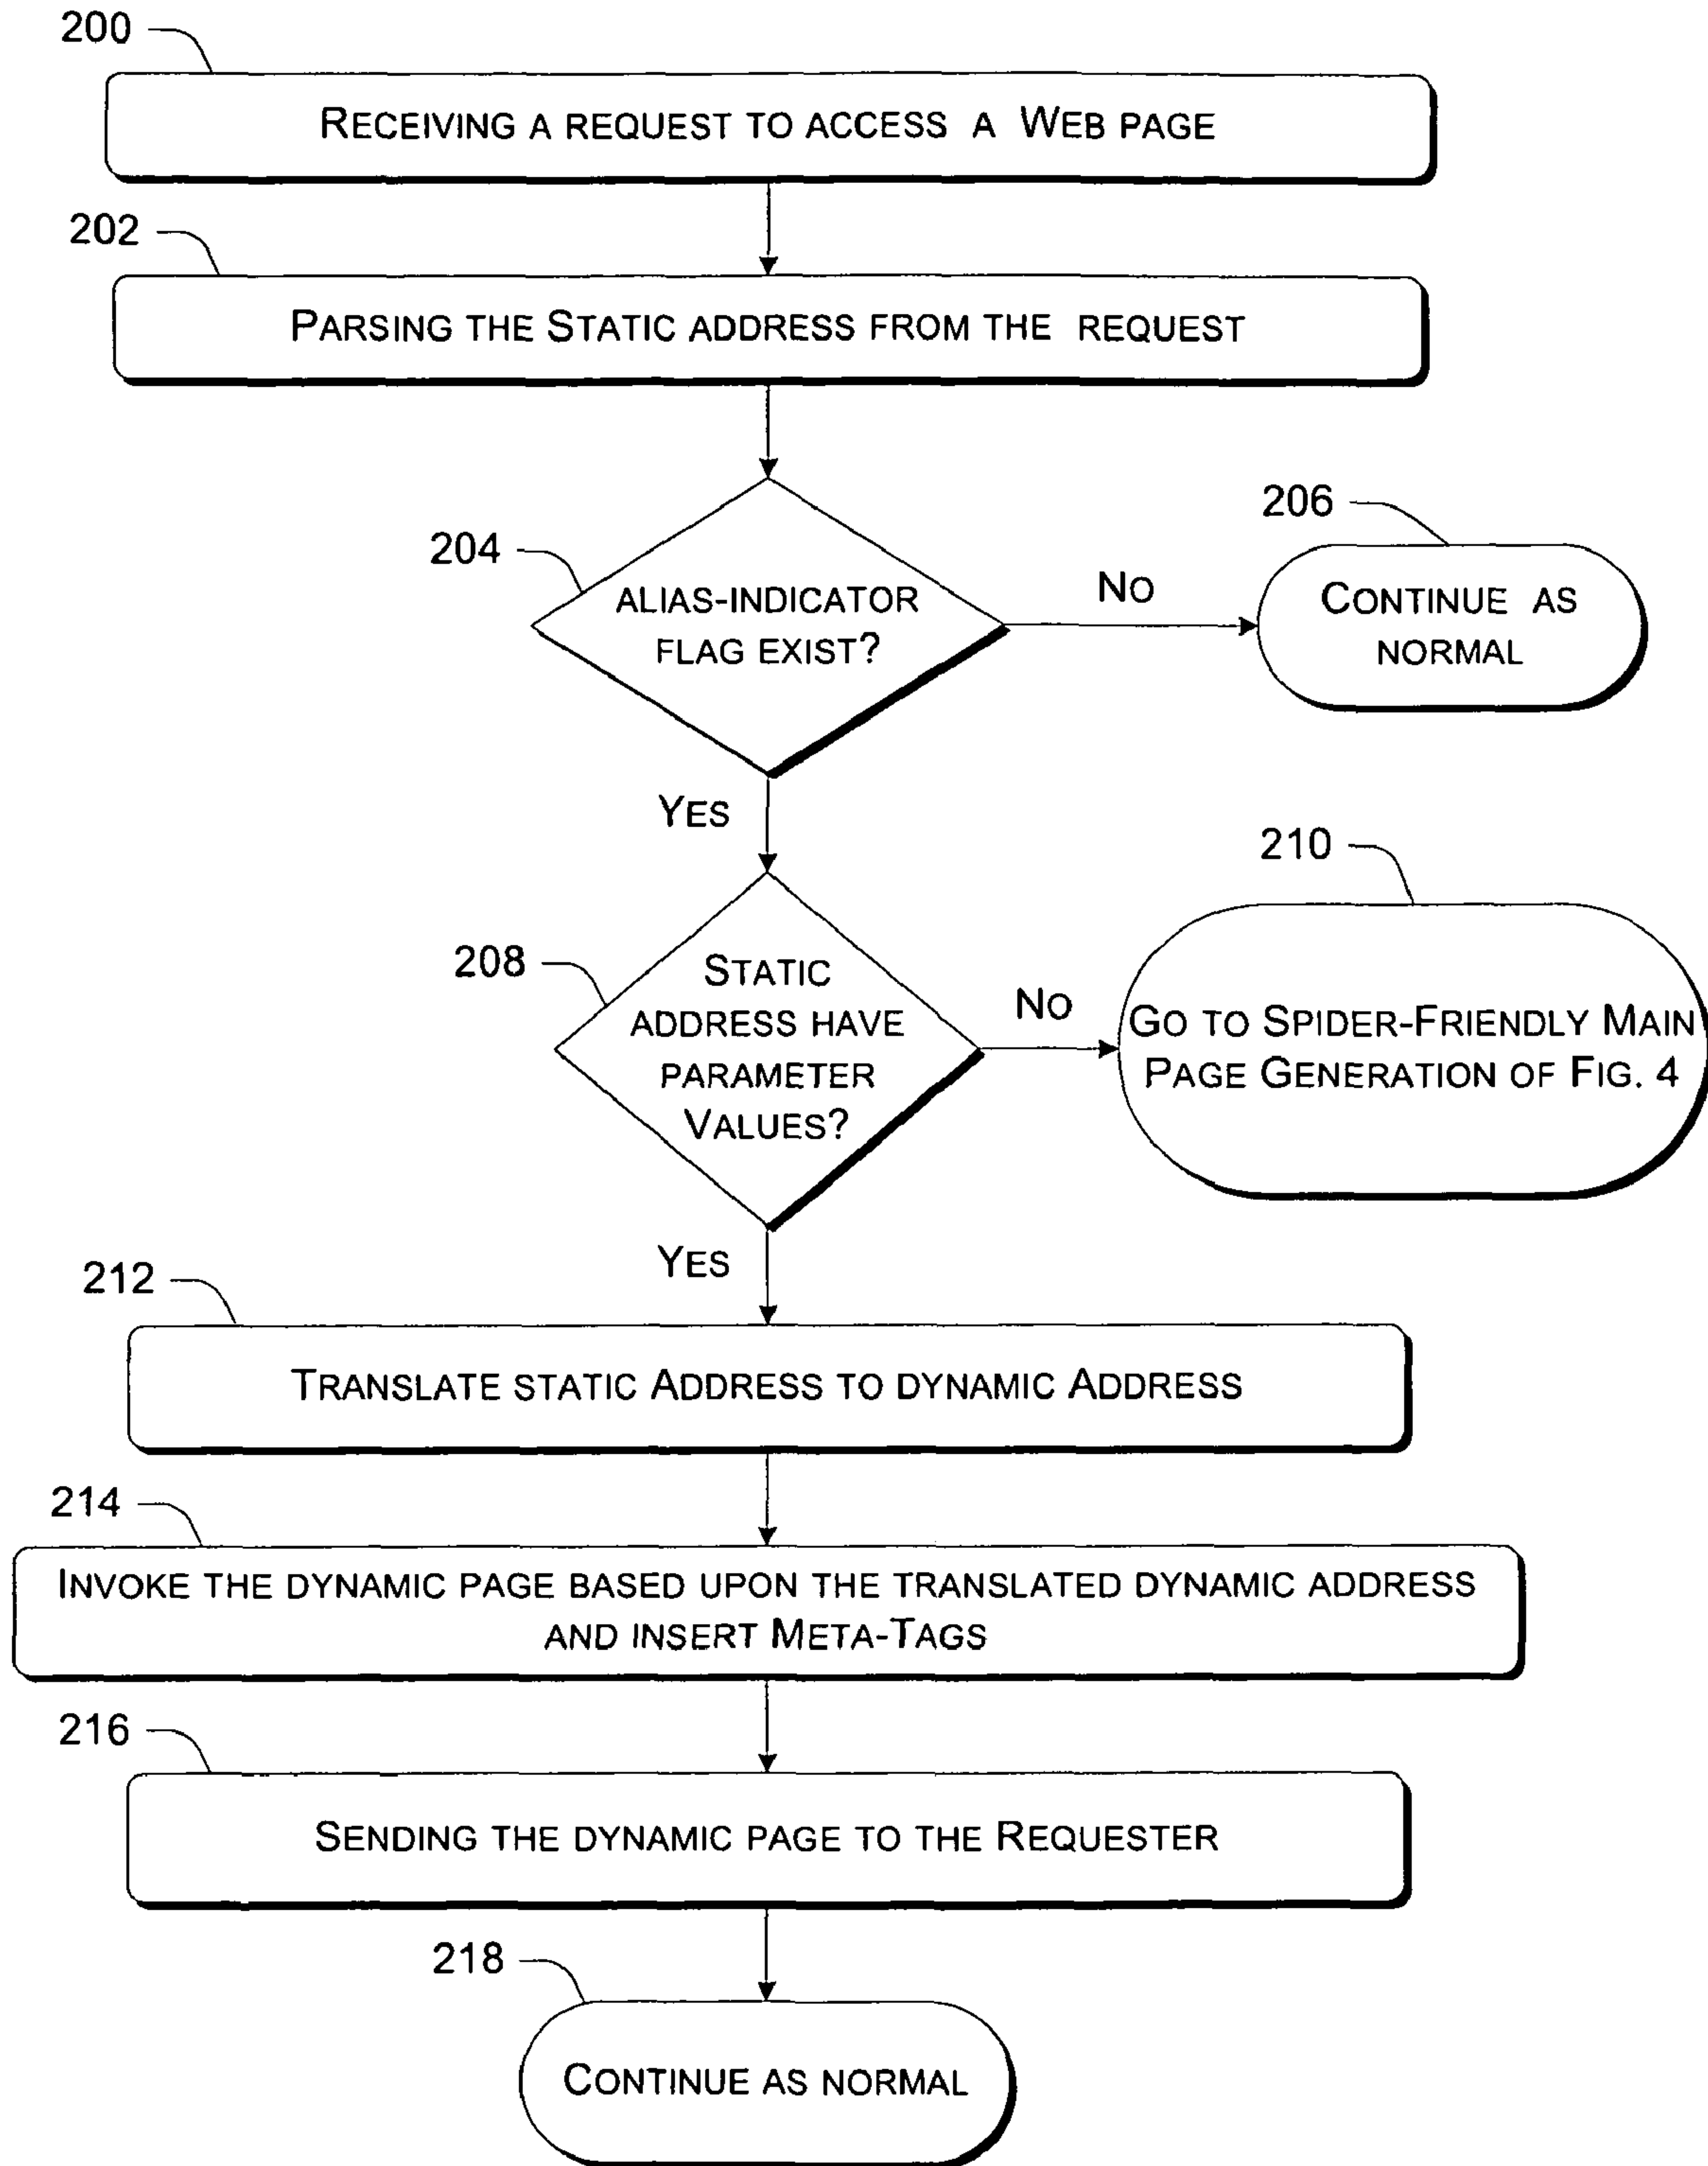 200
RECEIVING A REQUEST TO ACCESS A WEB PAGE
202
PARSING THE STATIC ADDRESS FROM THE REQUEST
204
ALIAS-INDICATOR
FLAG EXIST?
NO
206
CONTINUE AS
NORMAL
YES
208
STATIC
ADDRESS HAVE
PARAMETER
VALUES?
NO
210
GO TO SPIDER-FRIENDLY MAIN
PAGE GENERATION OF FIG. 4
YES
212
TRANSLATE STATIC ADDRESS TO DYNAMIC ADDRESS
214
INVOKE THE DYNAMIC PAGE BASED UPON THE TRANSLATED DYNAMIC ADDRESS
AND INSERT META-TAGS
216
SENDING THE DYNAMIC PAGE TO THE REQUESTER
218
CONTINUE AS NORMAL